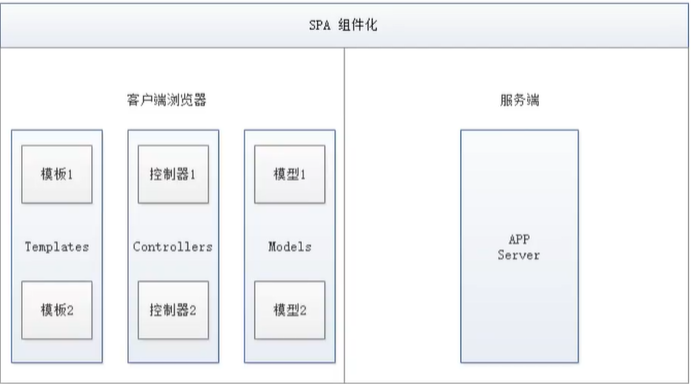 SPA 组件化
客户端浏览器
服务端
模板1
控制器1
模型1
Templates
Controllers
Models
APP
Server
模板2
控制器2
模型2